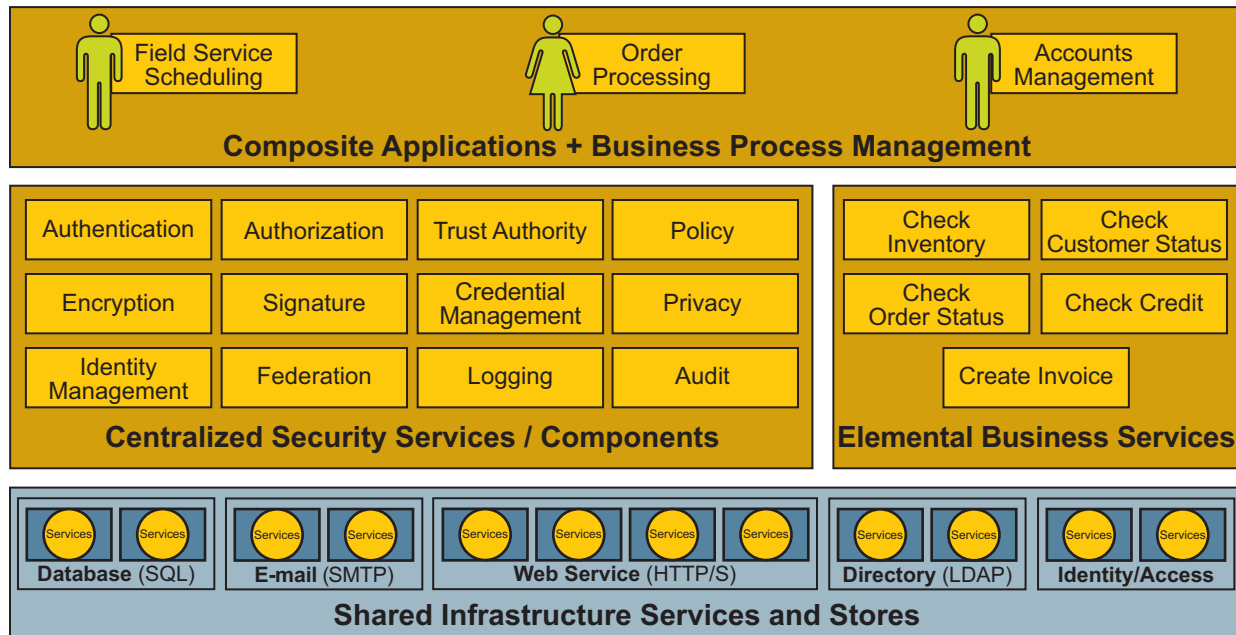 Field Service
Scheduling
Order
Processing
Accounts
Management
Composite Applications + Business Process Management
Authentication
Authorization
Trust Authority
Policy
Encryption
Signature
Credential
Management
Privacy
Identity
Management
Federation
Logging
Audit
Centralized Security Services / Components
Check
Inventory
Check
Customer Status
Check
Order Status
Check Credit
Create Invoice
Elemental Business Services
Services
Services
Database (SQL)
Services
Services
E-mail (SMTP)
Services
Services
Services
Services
Web Service (HTTP/S)
Services
Services
Directory (LDAP)
Services
Services
Identity/Access
Shared Infrastructure Services and Stores